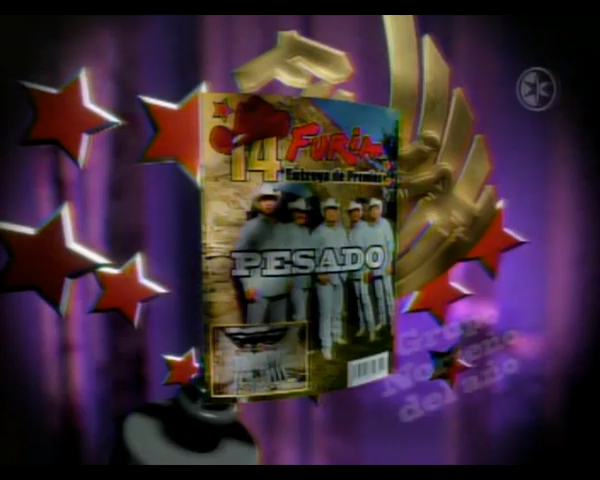 14
Furia
Entrega de Premios
PESADO
Grupo
Norteño
del año